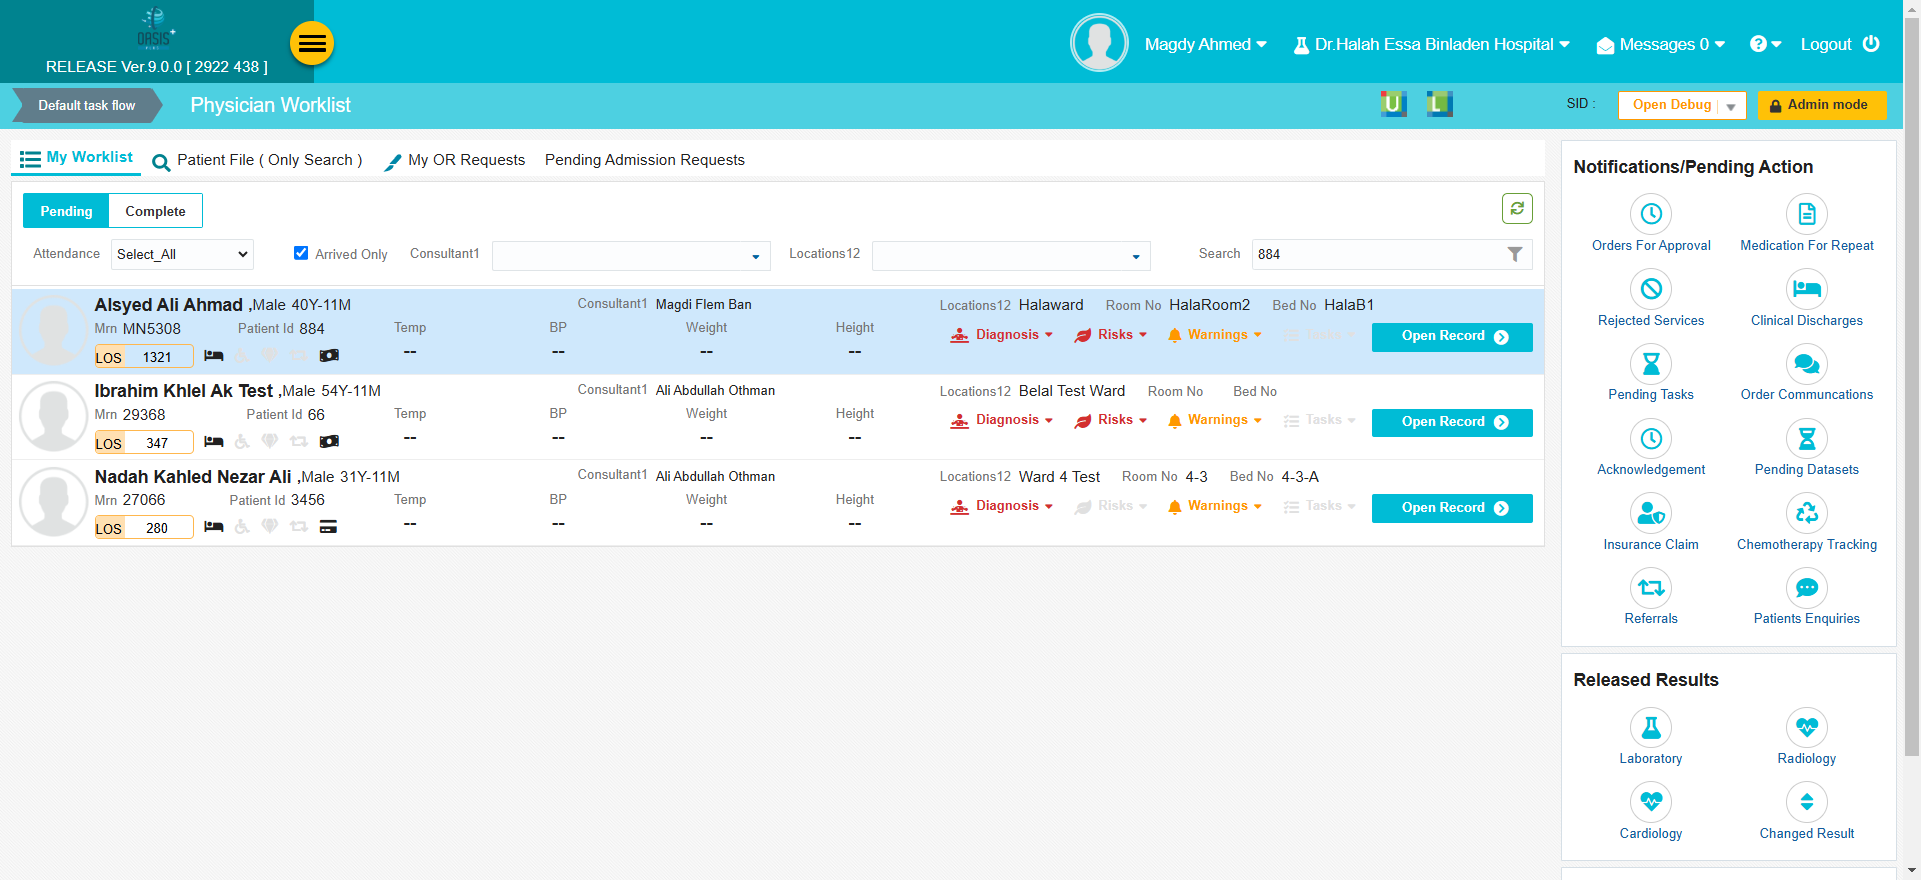 OASIS+
PLUS
RELEASE Ver.9.0.0 [ 2922 438 ]
Magdy Ahmed
Dr.Halah Essa Binladen Hospital
Messages 0
?
Logout
Default task flow
Physician Worklist
U
L
SID :
Open Debug
Admin mode
My Worklist
Patient File ( Only Search )
My OR Requests
Pending Admission Requests
Pending
Complete
Attendance
Select_All
Arrived Only
Consultant1
Locations12
Search
884
Alsyed Ali Ahmad ,Male 40Y-11M
Consultant1 Magdi Flem Ban
Locations12 Halaward Room No HalaRoom2 Bed No HalaB1
Mrn MN5308 Patient Id 884 Temp BP Weight Height
Diagnosis Risks Warnings Tasks Open Record
LOS 1321 -- -- -- --
Ibrahim Khlel Ak Test ,Male 54Y-11M
Consultant1 Ali Abdullah Othman
Locations12 Belal Test Ward Room No Bed No
Mrn 29368 Patient Id 66 Temp BP Weight Height
Diagnosis Risks Warnings Tasks Open Record
LOS 347 -- -- -- --
Nadah Kahled Nezar Ali ,Male 31Y-11M
Consultant1 Ali Abdullah Othman
Locations12 Ward 4 Test Room No 4-3 Bed No 4-3-A
Mrn 27066 Patient Id 3456 Temp BP Weight Height
Diagnosis Risks Warnings Tasks Open Record
LOS 280 -- -- -- --
Notifications/Pending Action
Orders For Approval
Medication For Repeat
Rejected Services
Clinical Discharges
Pending Tasks
Order Communcations
Acknowledgement
Pending Datasets
Insurance Claim
Chemotherapy Tracking
Referrals
Patients Enquiries
Released Results
Laboratory
Radiology
Cardiology
Changed Result